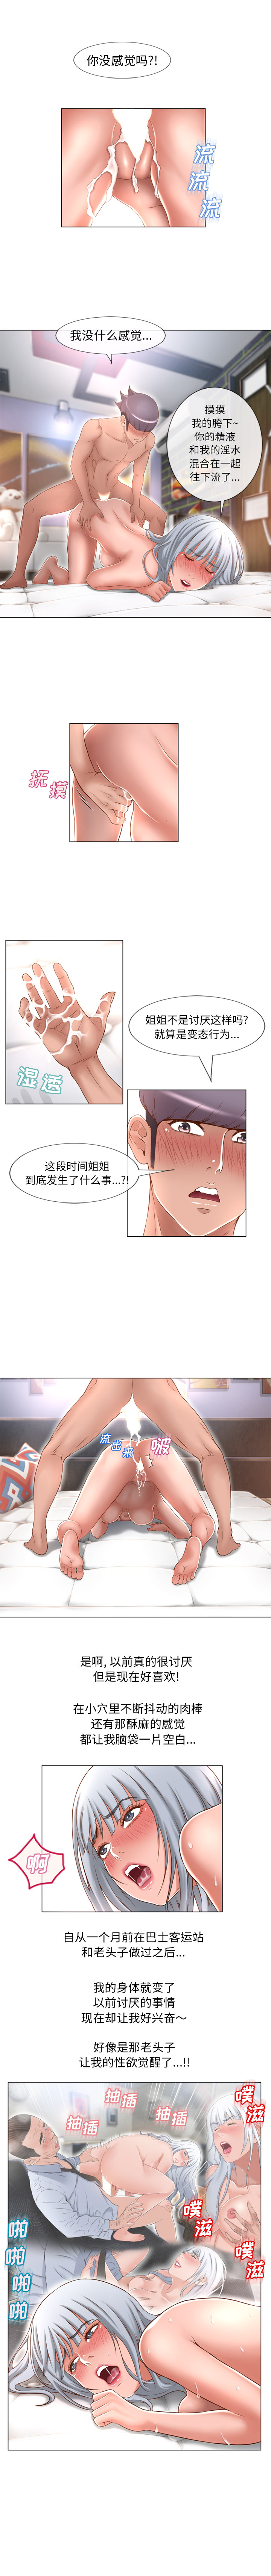 你没感觉吗?!
流
流
流
我没什么感觉...
摸摸
我的胯下~
你的精液
和我的淫水
混合在一起
往下流了...
抚
摸
湿透
姐姐不是讨厌这样吗?
就算是变态行为...
这段时间姐姐
到底发生了什么事...?!
流
出
来
啵
是啊, 以前真的很讨厌
但是现在好喜欢!
在小穴里不断抖动的肉棒
还有那酥麻的感觉
都让我脑袋一片空白...
啊
自从一个月前在巴士客运站
和老头子做过之后...
我的身体就变了
以前讨厌的事情
现在却让我好兴奋～
好像是那老头子
让我的性欲觉醒了...!!
抽插
抽插
抽插
噗
滋
噗
滋
噗
滋
啪
啪
啪
啪